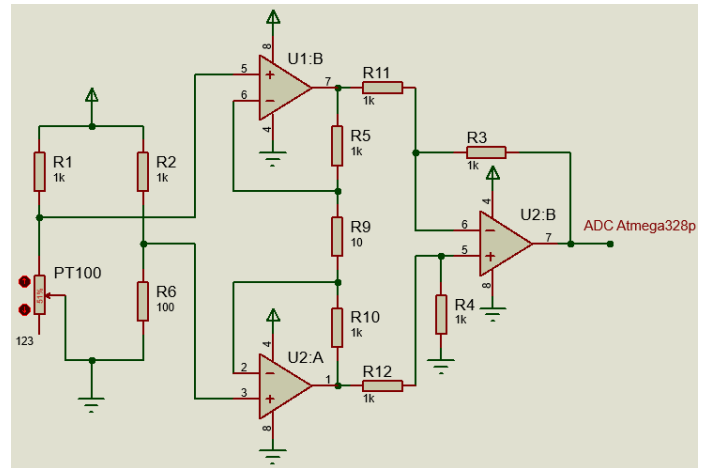 8
U1:B
5
6
7
4
R11
1k
R1
1k
R2
1k
R5
1k
R3
1k
4
U2:B
6
5
7
8
ADC Atmega328p
R9
10
PT100
51%
123
R6
100
R4
1k
R10
1k
4
U2:A
2
3
1
8
R12
1k